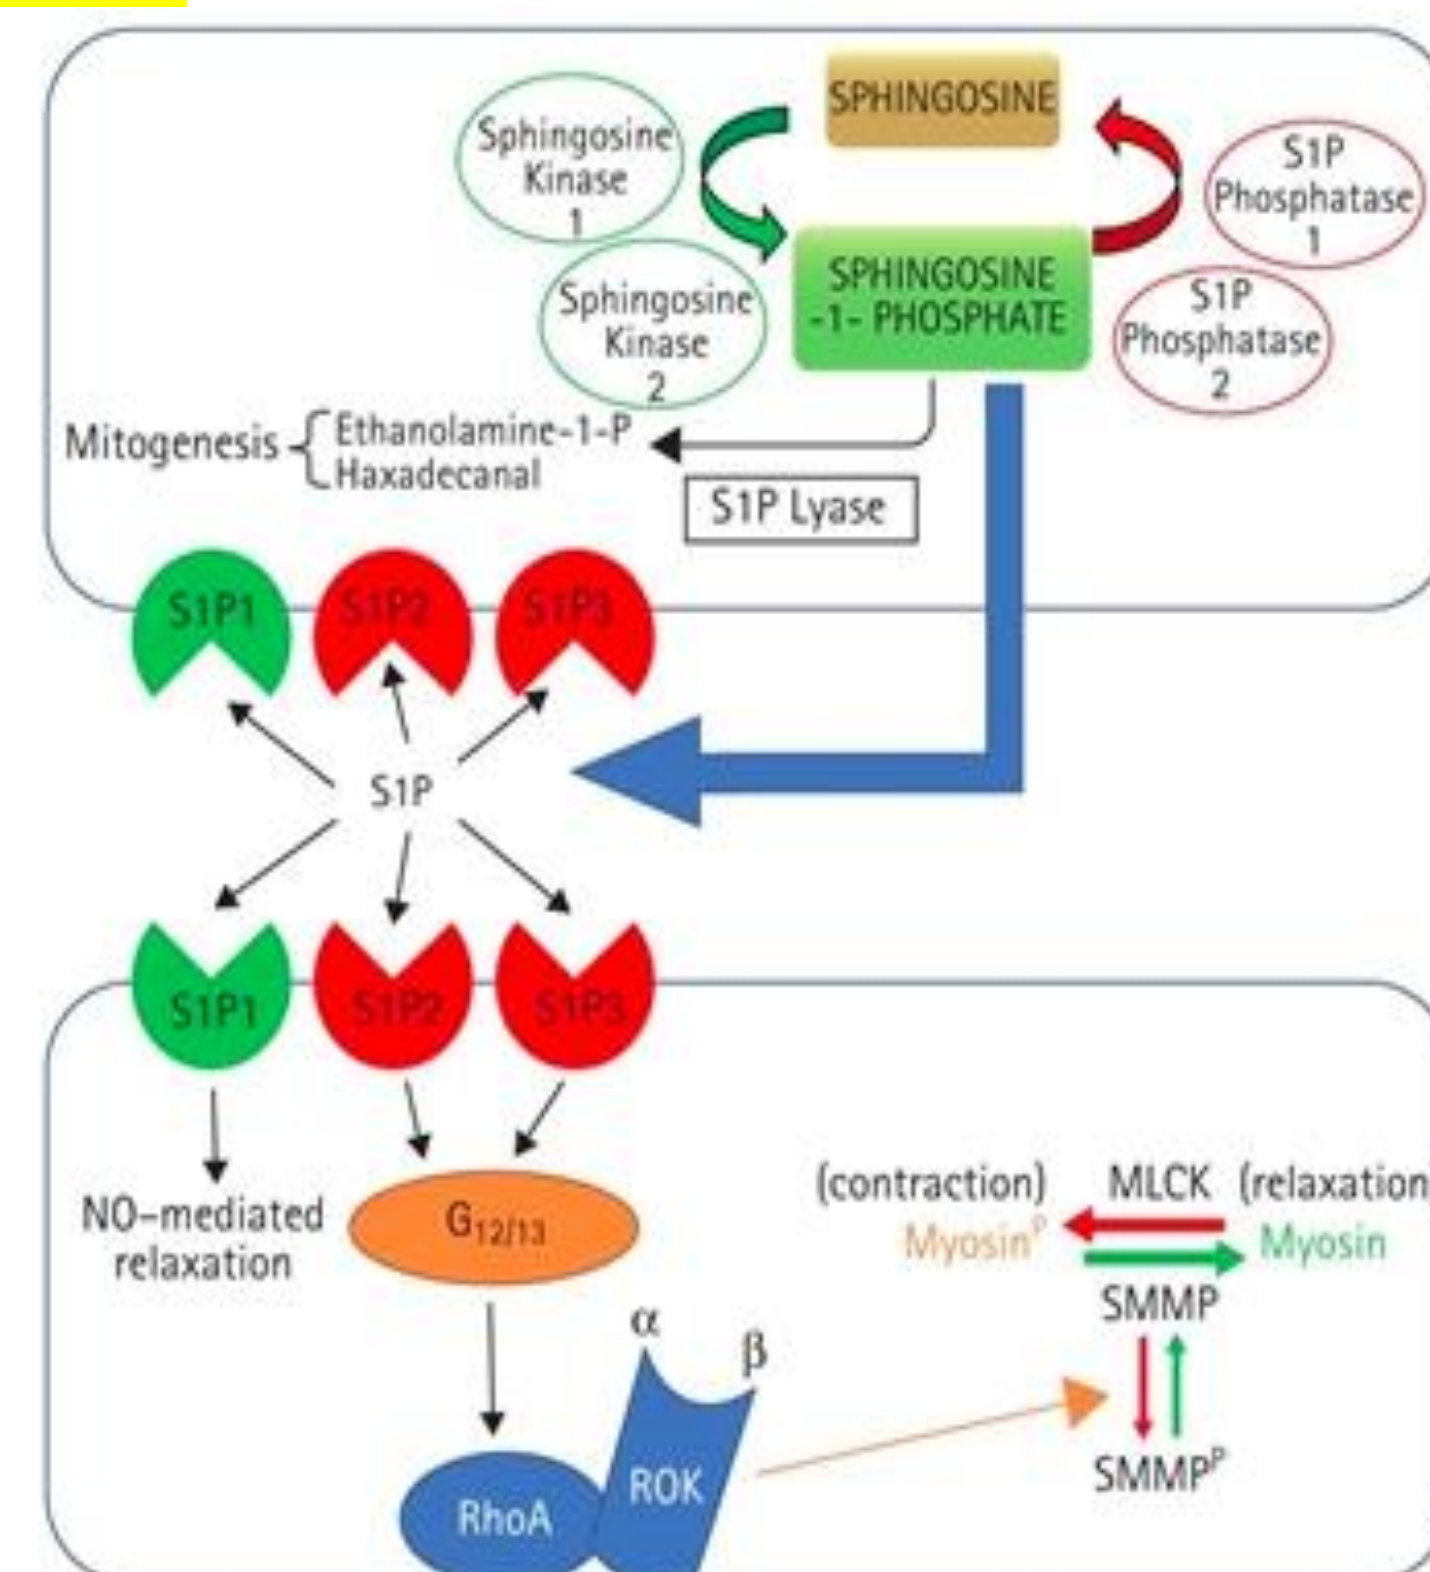 SPHINGOSINE
Sphingosine
Kinase
1
S1P
Phosphatase
1
SPHINGOSINE
-1- PHOSPHATE
Sphingosine
Kinase
2
S1P
Phosphatase
2
Mitogenesis
Ethanolamine-1-P
Haxadecanal
S1P Lyase
S1P1
S1P2
S1P3
S1P
S1P1
S1P2
S1P3
NO-mediated
relaxation
G12/13
(contraction) MLCK (relaxation
Myosinᴾ Myosin
SMMP
SMMPᴾ
α
β
ROK
RhoA